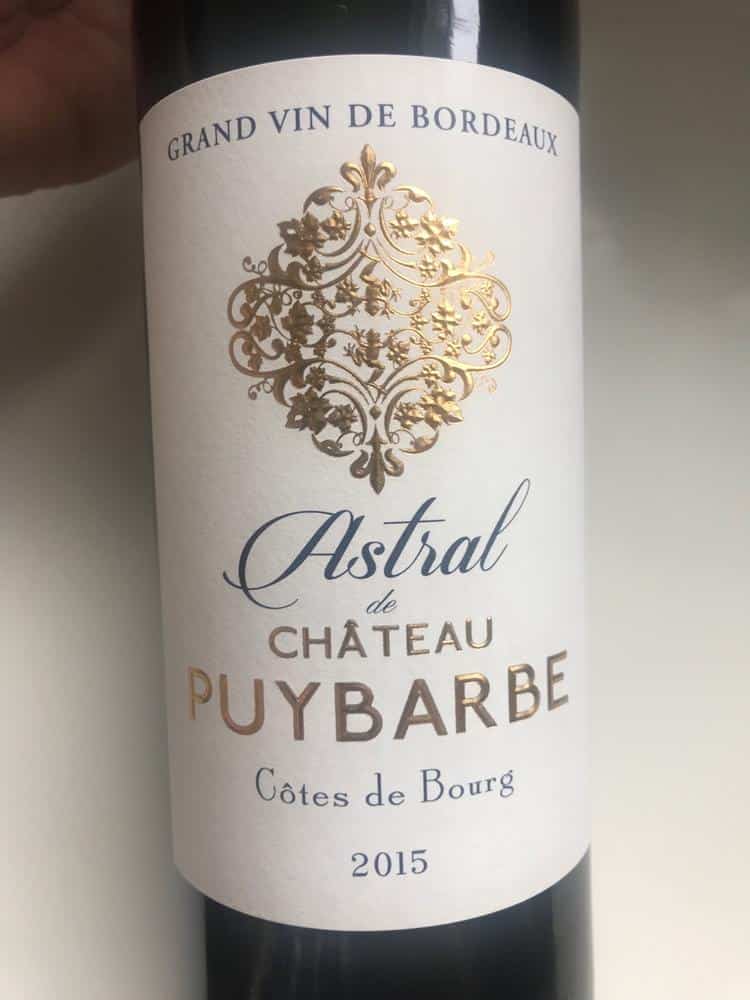 GRAND VIN DE BORDEAUX
Astral
de
CHÂTEAU
PUYBARBE
Côtes de Bourg
2015